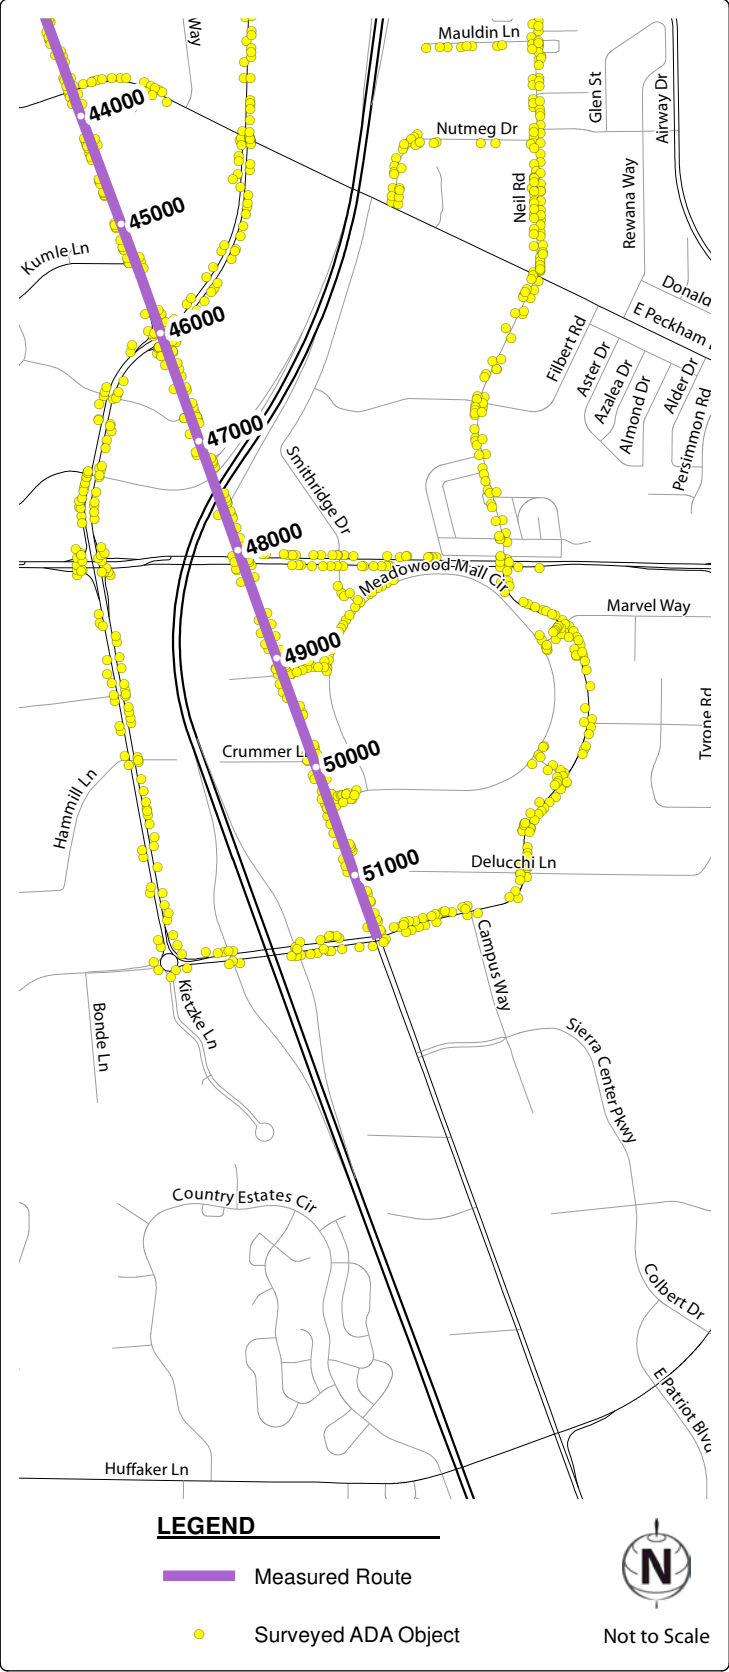 Way
Mauldin Ln
44000
Glen St
Airway Dr
Nutmeg Dr
Neil Rd
Rewana Way
45000
Kumle Ln
Donald
E Peckham
46000
Filbert Rd
Aster Dr
Azalea Dr
Almond Dr
Alder Dr
Persimmon Rd
47000
Smithridge Dr
48000
Meadowood Mall Cir
Marvel Way
49000
Tyrone Rd
Crummer L
50000
Hammill Ln
51000
Delucchi Ln
Campus Way
Kietzke Ln
Bonde Ln
Sierra Center Pkwy
Country Estates Cir
Colbert Dr
E Patriot Blvd
Huffaker Ln
LEGEND
Measured Route
Surveyed ADA Object
N
Not to Scale